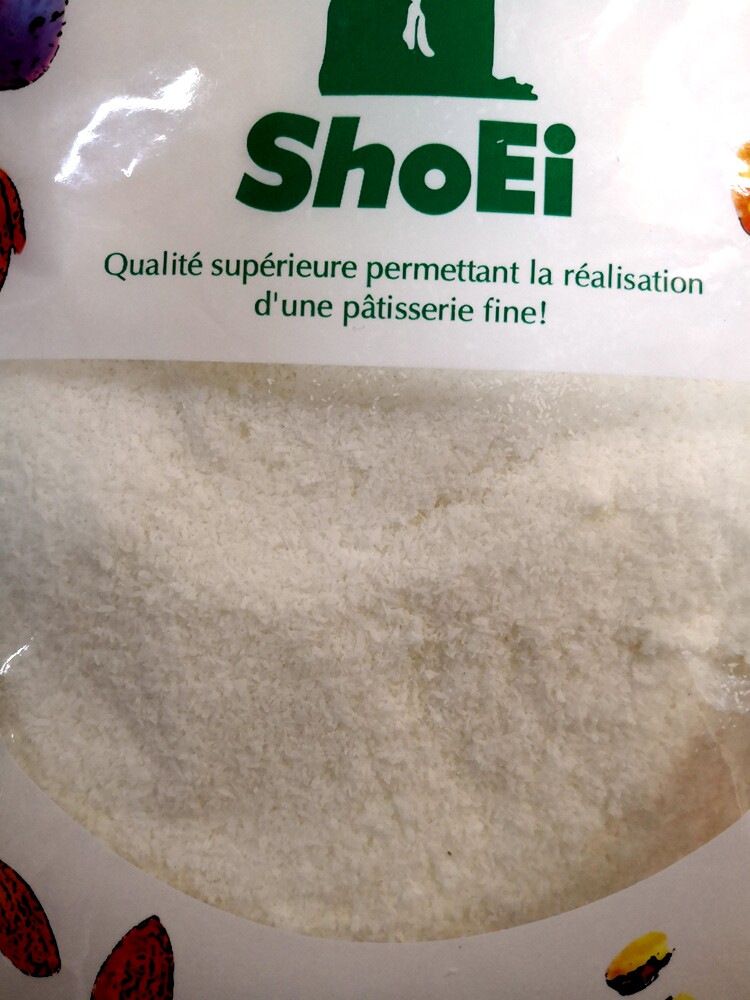 ShoEi
Qualité supérieure permettant la réalisation
d'une pâtisserie fine!